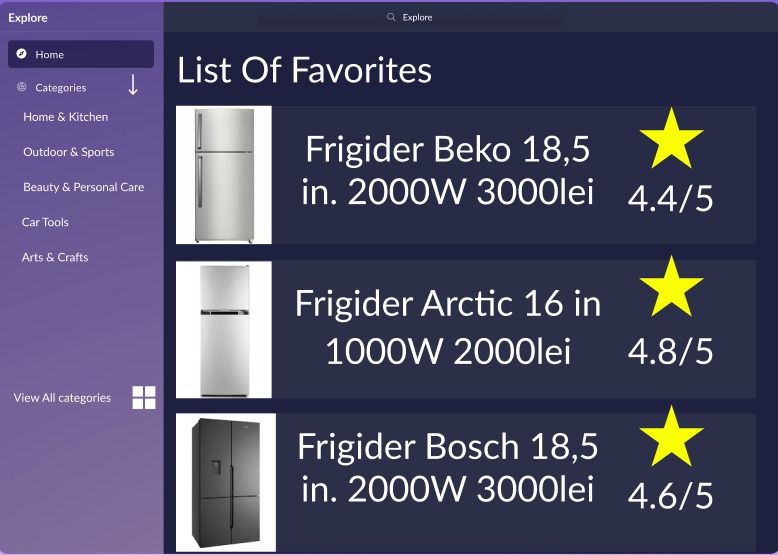 Explore
Explore
Home
Categories
Home & Kitchen
Outdoor & Sports
Beauty & Personal Care
Car Tools
Arts & Crafts
View All categories
List Of Favorites
Frigider Beko 18,5
in. 2000W 3000lei
4.4/5
Frigider Arctic 16 in
1000W 2000lei
4.8/5
Frigider Bosch 18,5
in. 2000W 3000lei
4.6/5